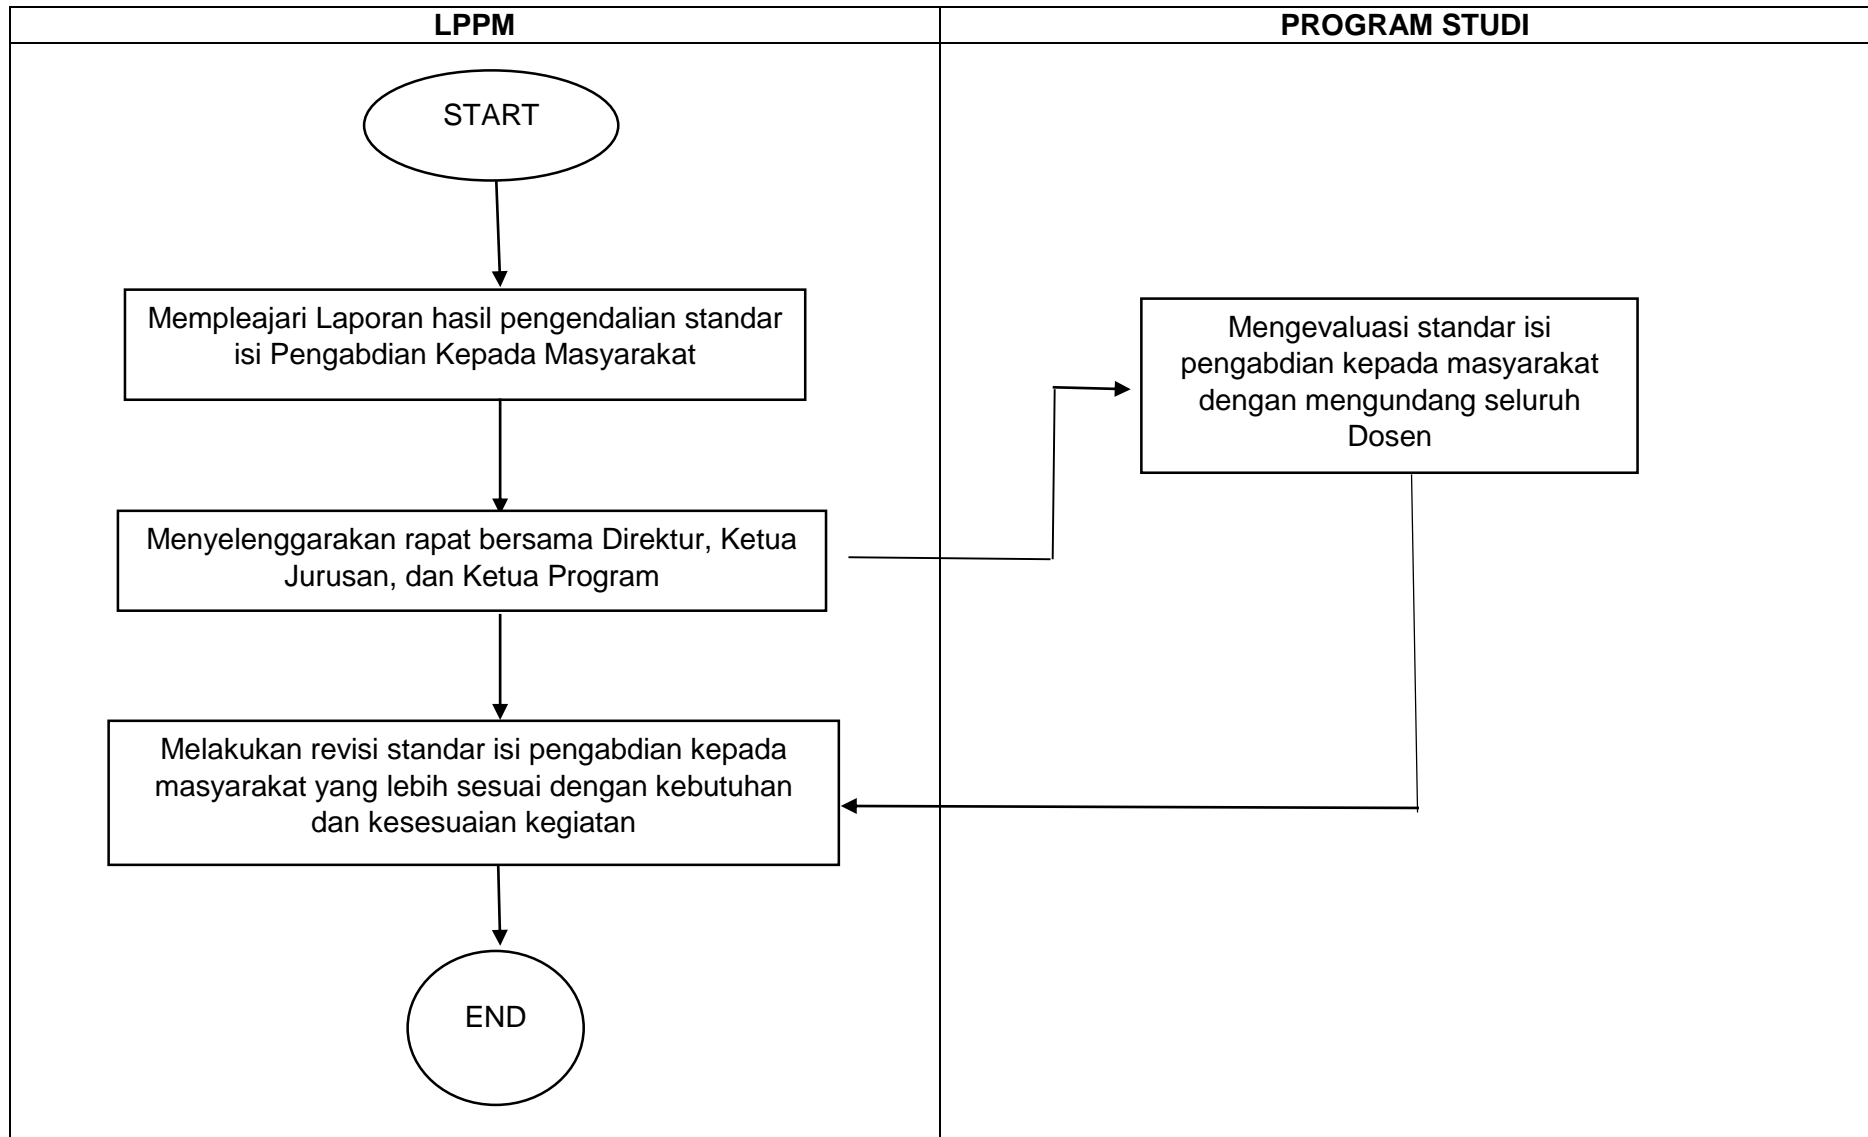 LPPM
PROGRAM STUDI
START
Mempleajari Laporan hasil pengendalian standar
isi Pengabdian Kepada Masyarakat
Mengevaluasi standar isi
pengabdian kepada masyarakat
dengan mengundang seluruh
Dosen
Menyelenggarakan rapat bersama Direktur, Ketua
Jurusan, dan Ketua Program
Melakukan revisi standar isi pengabdian kepada
masyarakat yang lebih sesuai dengan kebutuhan
dan kesesuaian kegiatan
END